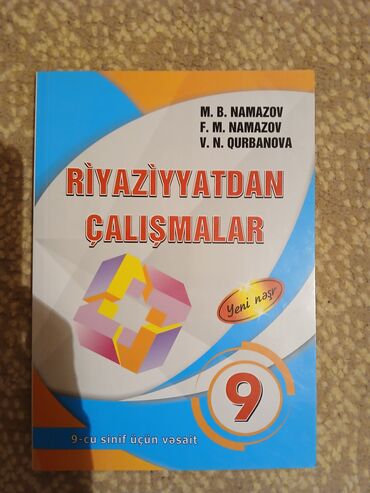 M. B. NAMAZOV
F. M. NAMAZOV
V. N. QURBANOVA
RİYAZİYYATDAN
ÇALIŞMALAR
Yeni nəşr
9
9-cu sinif üçün vəsait